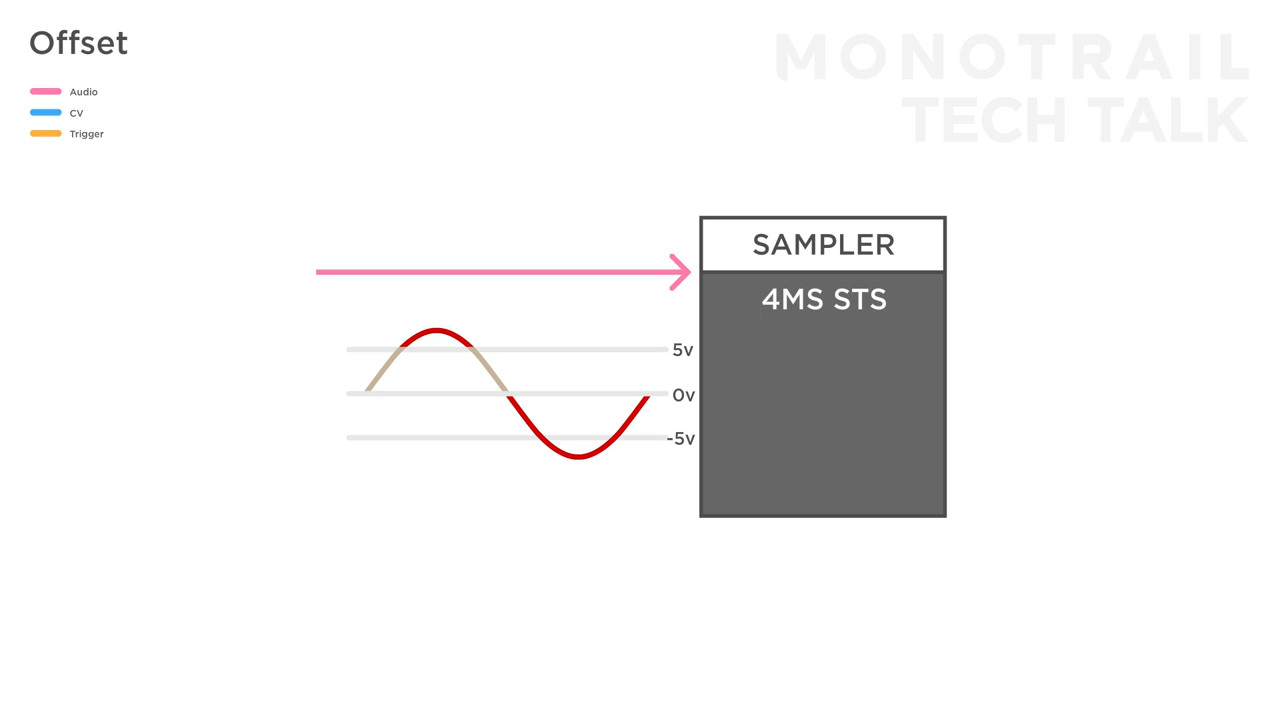 Offset
Audio
CV
Trigger
MONOTRAIL
TECH TALK
SAMPLER
4MS STS
5v
0v
-5v